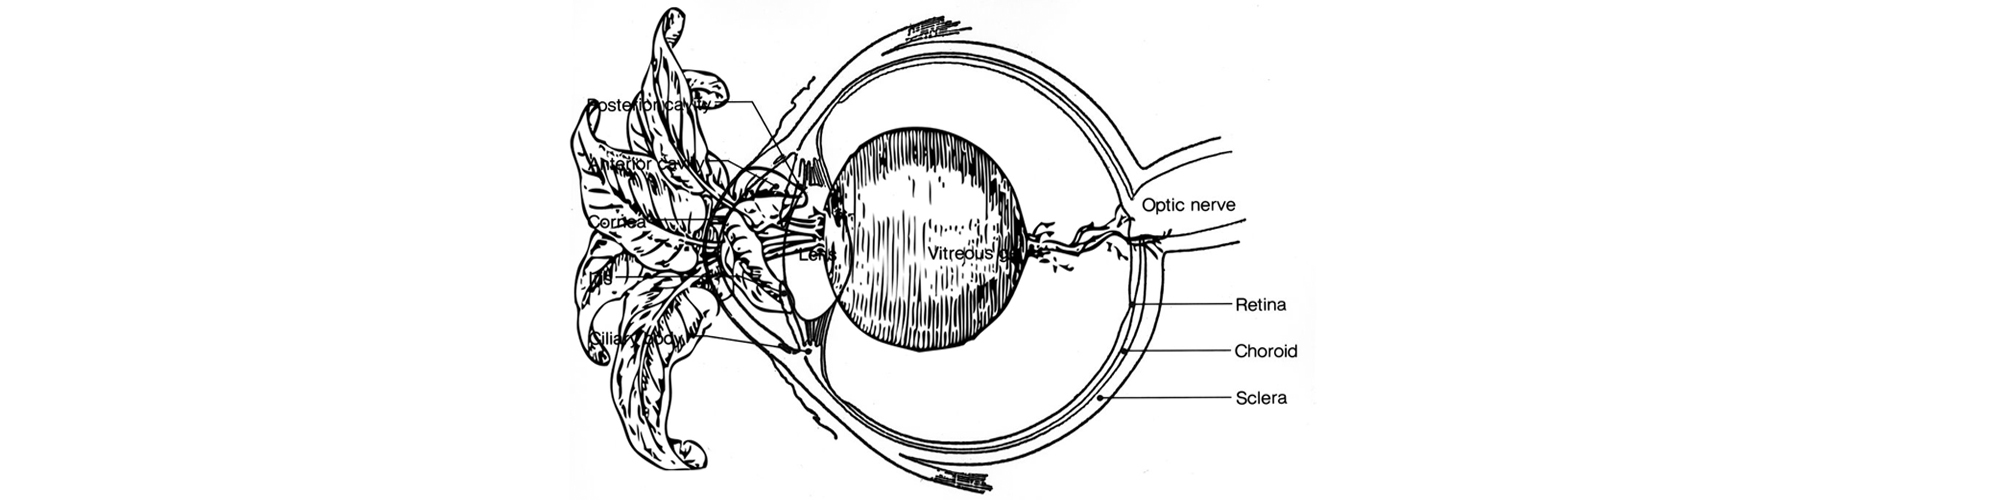 Posterior cavity
Anterior cavity
Cornea
Iris
Ciliary body
Lens
Vitreous gel
Optic nerve
Retina
Choroid
Sclera